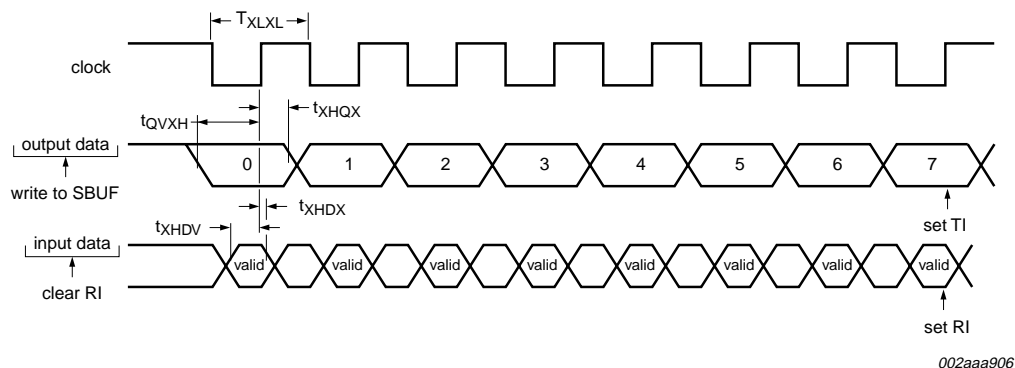 TXLXL
clock
tXHQX
tQVXH
output data
0 1 2 3 4 5 6 7
write to SBUF
tXHDX
set TI
tXHDV
input data
valid valid valid valid valid valid valid valid
clear RI
set RI
002aaa906